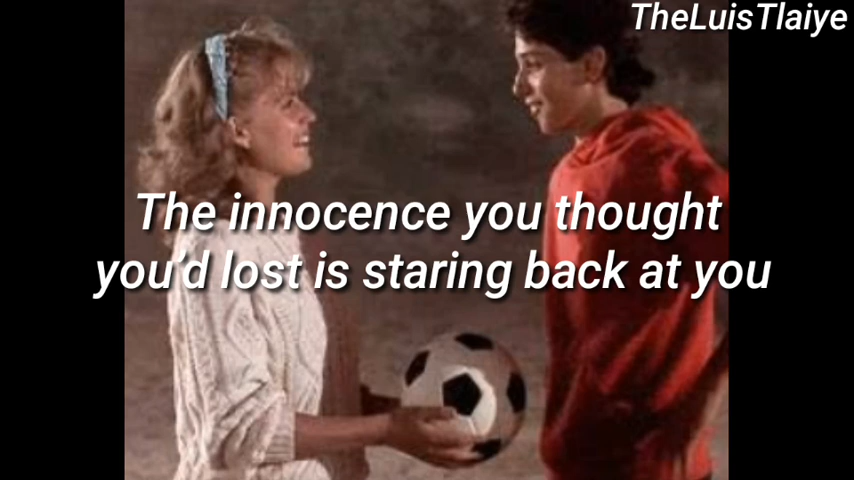 TheLuisTlaiye
The innocence you thought
you'd lost is staring back at you